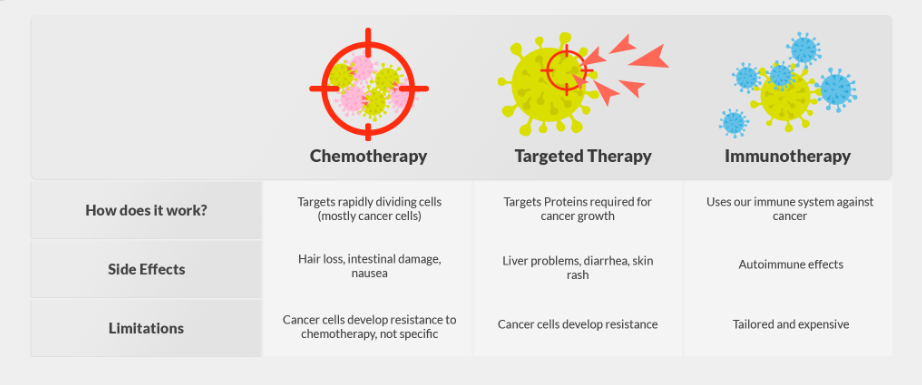 Chemotherapy
Targeted Therapy
Immunotherapy
How does it work?
Targets rapidly dividing cells
(mostly cancer cells)
Targets Proteins required for
cancer growth
Uses our immune system against
cancer
Side Effects
Hair loss, intestinal damage,
nausea
Liver problems, diarrhea, skin
rash
Autoimmune effects
Limitations
Cancer cells develop resistance to
chemotherapy, not specific
Cancer cells develop resistance
Tailored and expensive